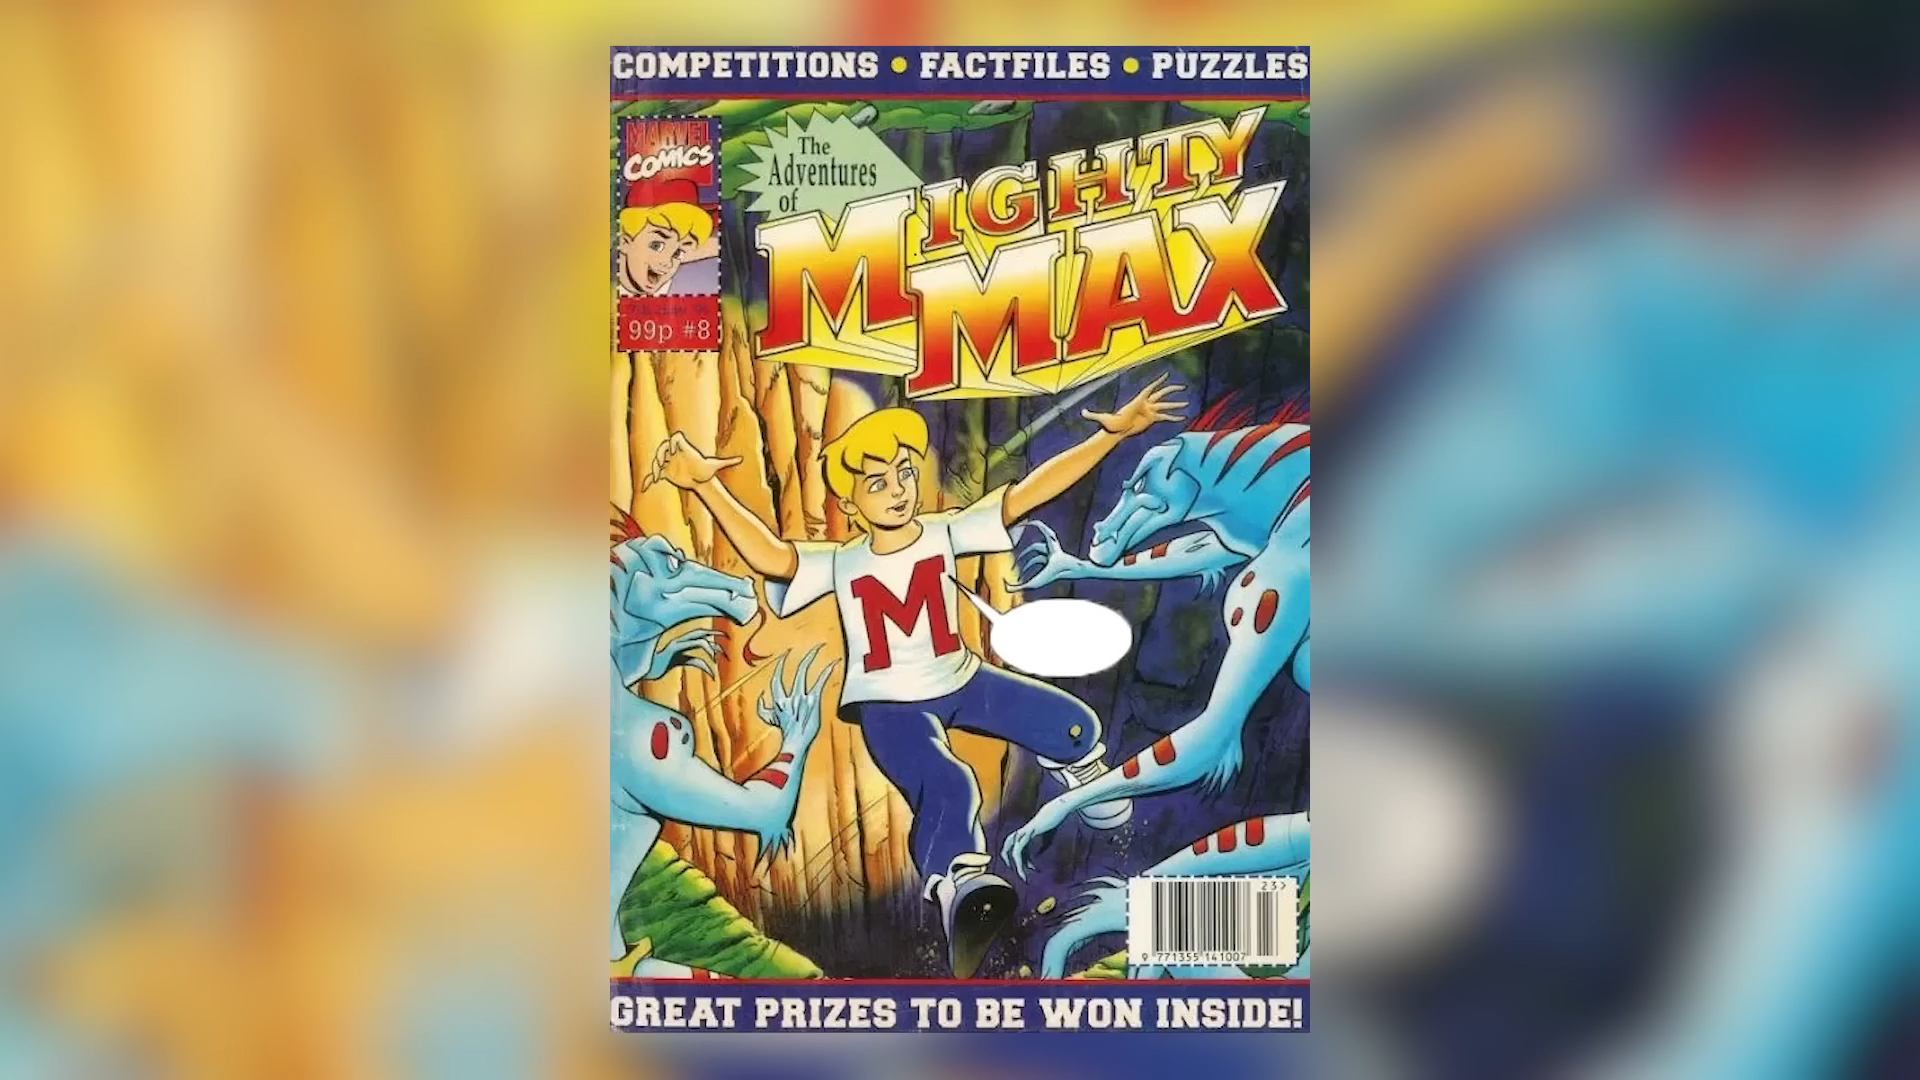 COMPETITIONS • FACTFILES • PUZZLES
MARVEL
COMICS
The
Adventures
of
MIGHTY
MAX
99p #8
M
23>
9 771355 141007
GREAT PRIZES TO BE WON INSIDE!